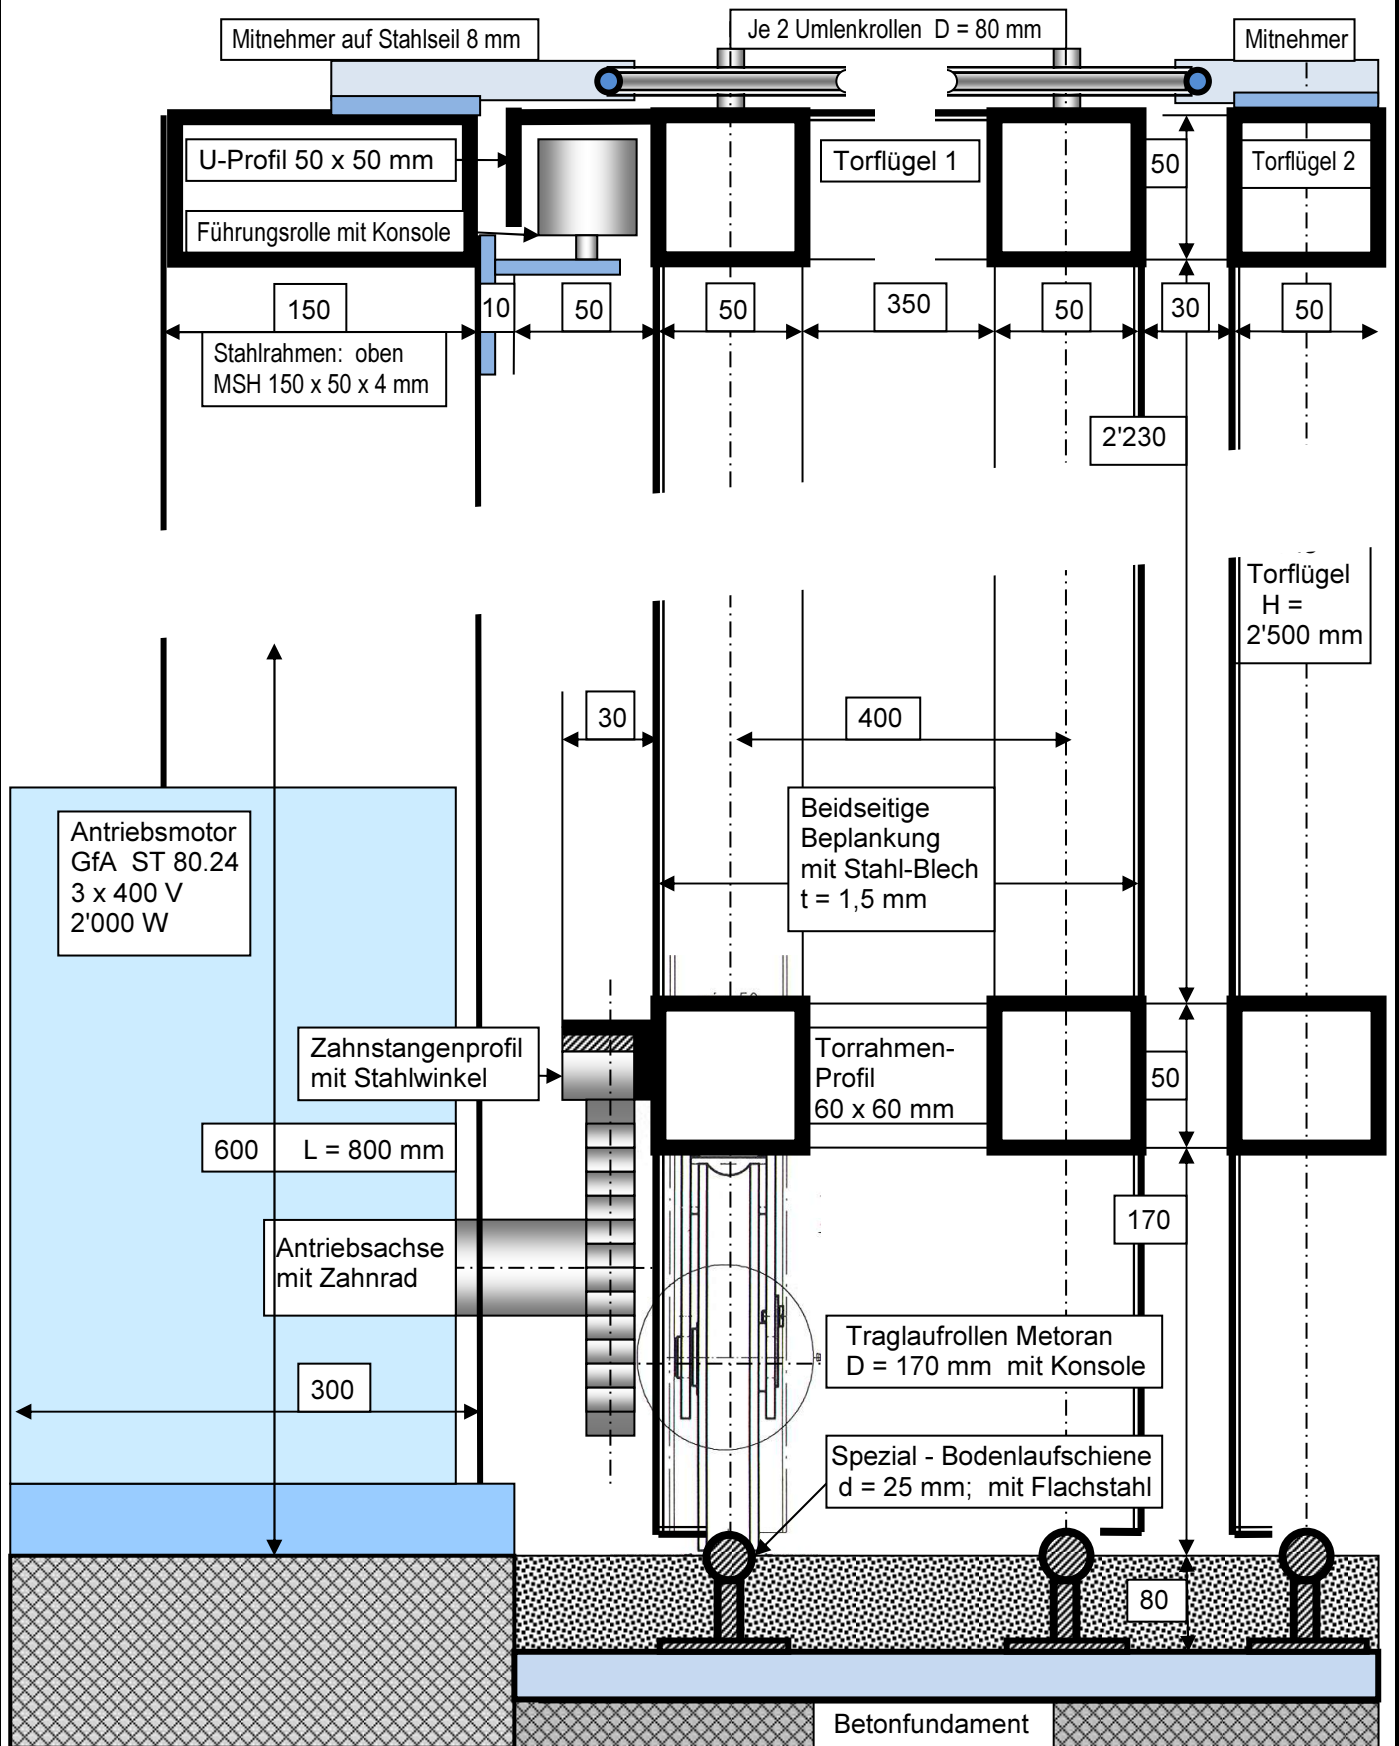 Mitnehmer auf Stahlseil 8 mm
Je 2 Umlenkrollen D = 80 mm
Mitnehmer
U-Profil 50 x 50 mm
Torflügel 1
50
Torflügel 2
Führungsrolle mit Konsole
150
10
50
50
350
50
30
50
Stahlrahmen: oben
MSH 150 x 50 x 4 mm
2'230
Torflügel
H =
2'500 mm
30
400
Antriebsmotor
GfA ST 80.24
3 x 400 V
2'000 W
Beidseitige
Beplankung
mit Stahl-Blech
t = 1,5 mm
Zahnstangenprofil
mit Stahlwinkel
Torrahmen-
Profil
60 x 60 mm
50
600 L = 800 mm
170
Antriebsachse
mit Zahnrad
Traglaufrollen Metoran
D = 170 mm mit Konsole
300
Spezial - Bodenlaufschiene
d = 25 mm; mit Flachstahl
80
Betonfundament